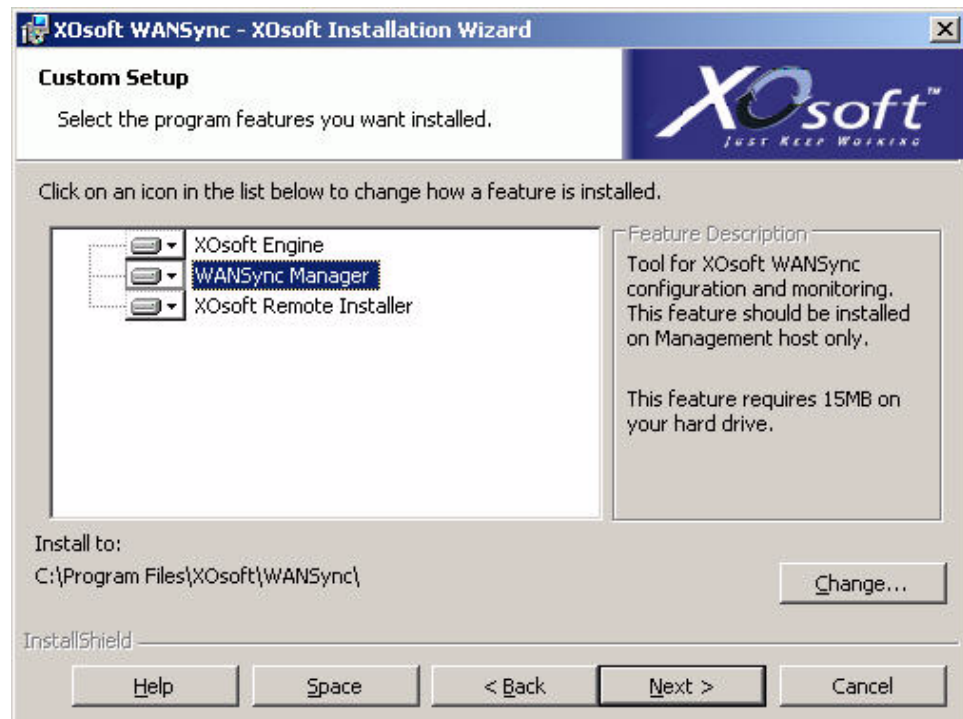 XOsoft WANSync - XOsoft Installation Wizard
Custom Setup
Select the program features you want installed.
XOsoft™
JUST KEEP WORKING
Click on an icon in the list below to change how a feature is installed.
XOsoft Engine
WANSync Manager
XOsoft Remote Installer
Feature Description
Tool for XOsoft WANSync
configuration and monitoring.
This feature should be installed
on Management host only.
This feature requires 15MB on
your hard drive.
Install to:
C:\Program Files\XOsoft\WANSync\
Change...
InstallShield
Help
Space
< Back
Next >
Cancel